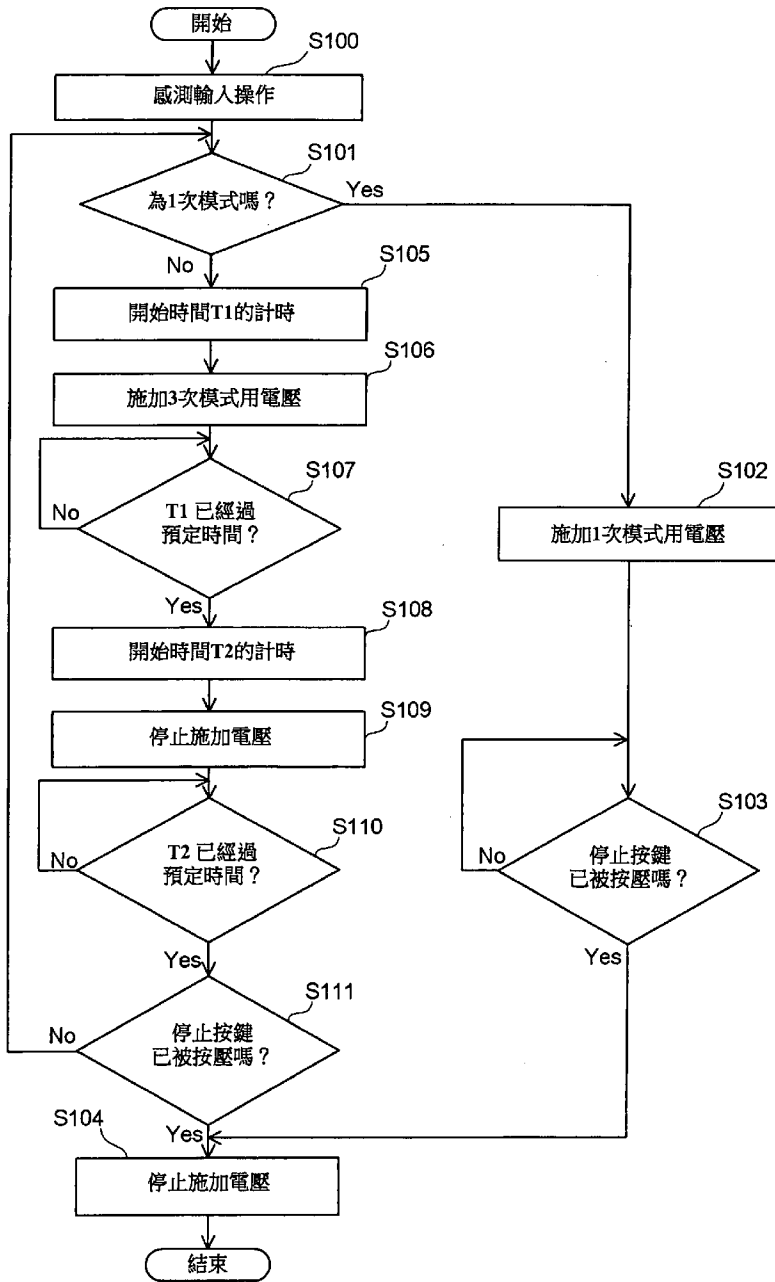 開始
S100
感測輸入操作
S101
為1次模式嗎？
Yes
No
S105
開始時間T1的計時
S106
施加3次模式用電壓
S107
T1 已經過
預定時間？
No
Yes
S102
施加1次模式用電壓
S108
開始時間T2的計時
S109
停止施加電壓
S110
T2 已經過
預定時間？
No
Yes
S103
停止按鍵
已被按壓嗎？
No
Yes
S111
停止按鍵
已被按壓嗎？
No
Yes
S104
停止施加電壓
結束